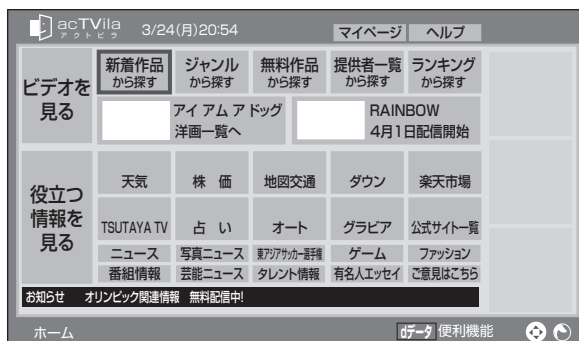 acTVila 3/24(月)20:54 マイページ ヘルプ
アクトビラ
ビデオを
見る
新着作品
から探す
ジャンル
から探す
無料作品
から探す
提供者一覧
から探す
ランキング
から探す
アイ アム ア ドッグ
洋画一覧へ
RAINBOW
4月1日配信開始
役立つ
情報を
見る
天気 株 価 地図交通 ダウン 楽天市場
TSUTAYA TV 占 い オート グラビア 公式サイト一覧
ニュース 写真ニュース 東アジアサッカー選手権 ゲーム ファッション
番組情報 芸能ニュース タレント情報 有名人エッセイ ご意見はこちら
お知らせ オリンピック関連情報 無料配信中!
ホーム dデータ 便利機能